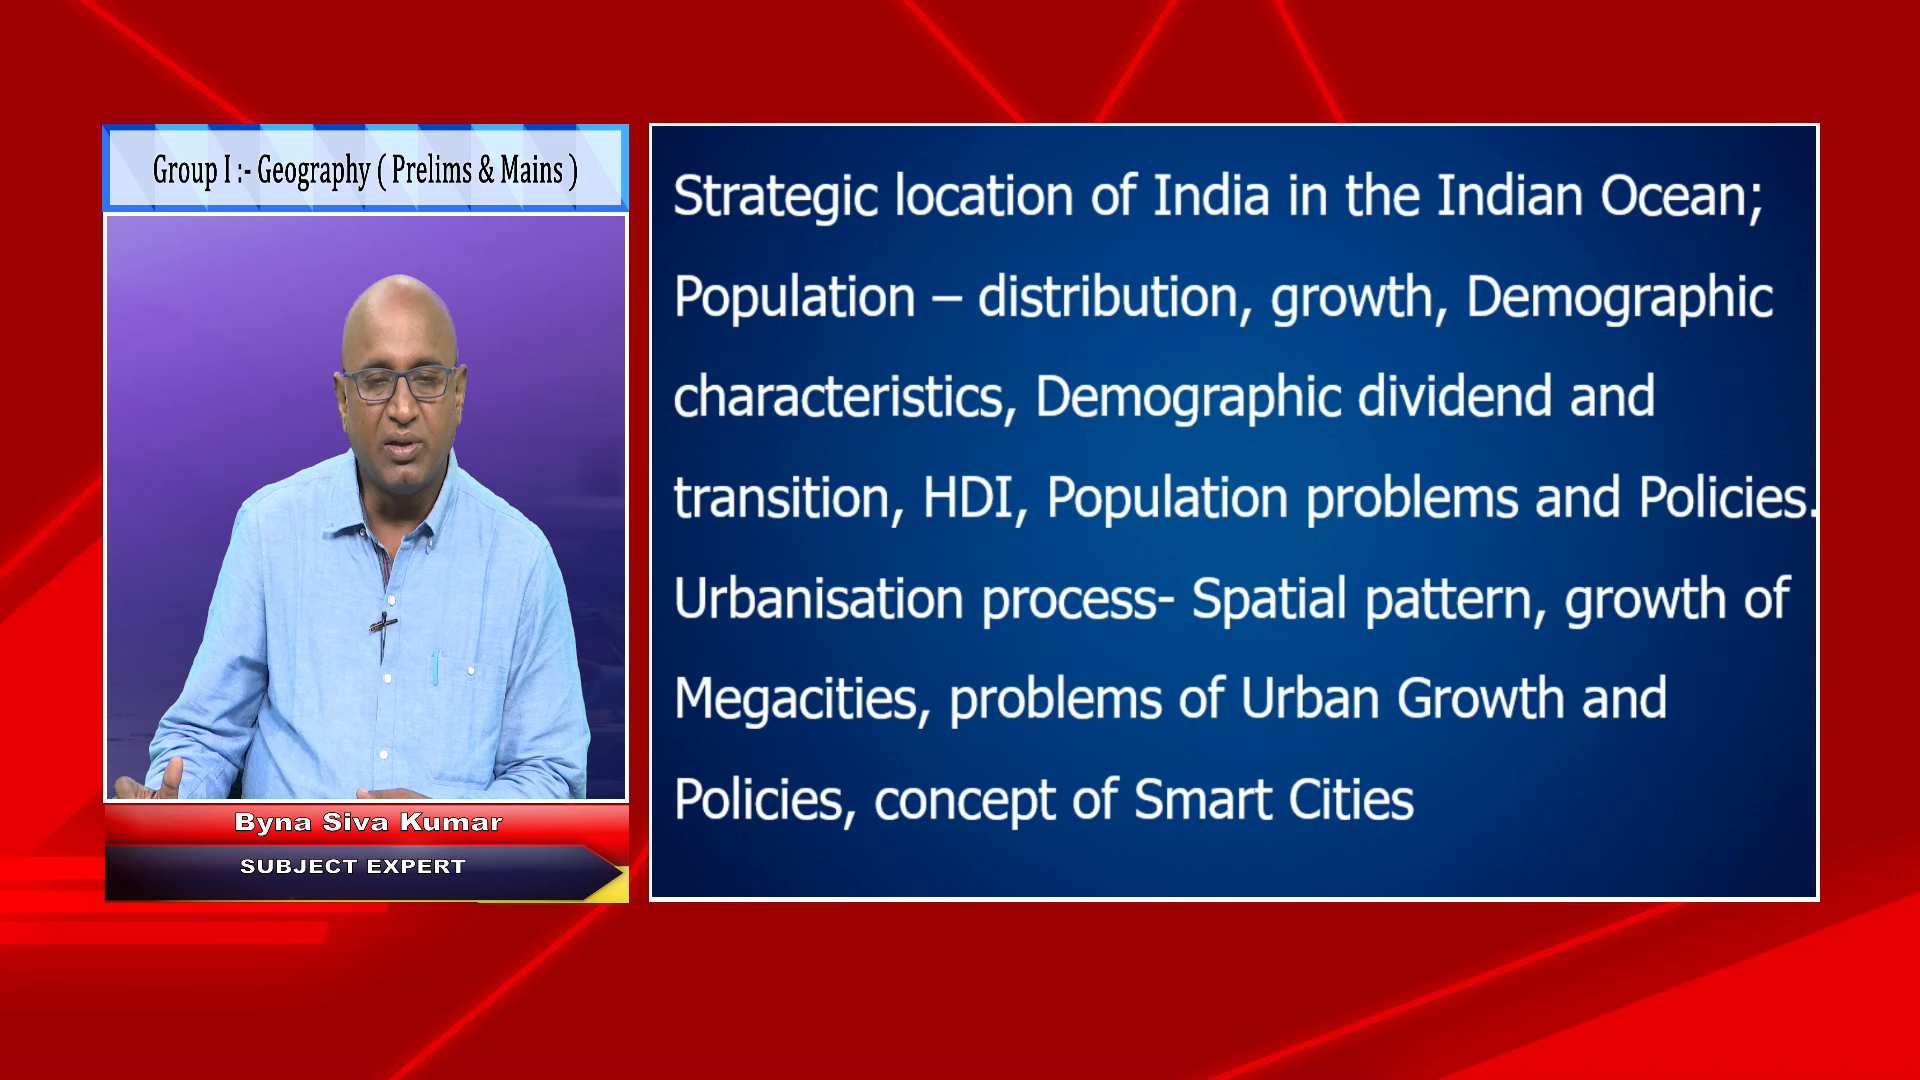 Group I :- Geography ( Prelims & Mains )
Byna Siva Kumar
SUBJECT EXPERT
Strategic location of India in the Indian Ocean;
Population – distribution, growth, Demographic
characteristics, Demographic dividend and
transition, HDI, Population problems and Policies.
Urbanisation process- Spatial pattern, growth of
Megacities, problems of Urban Growth and
Policies, concept of Smart Cities